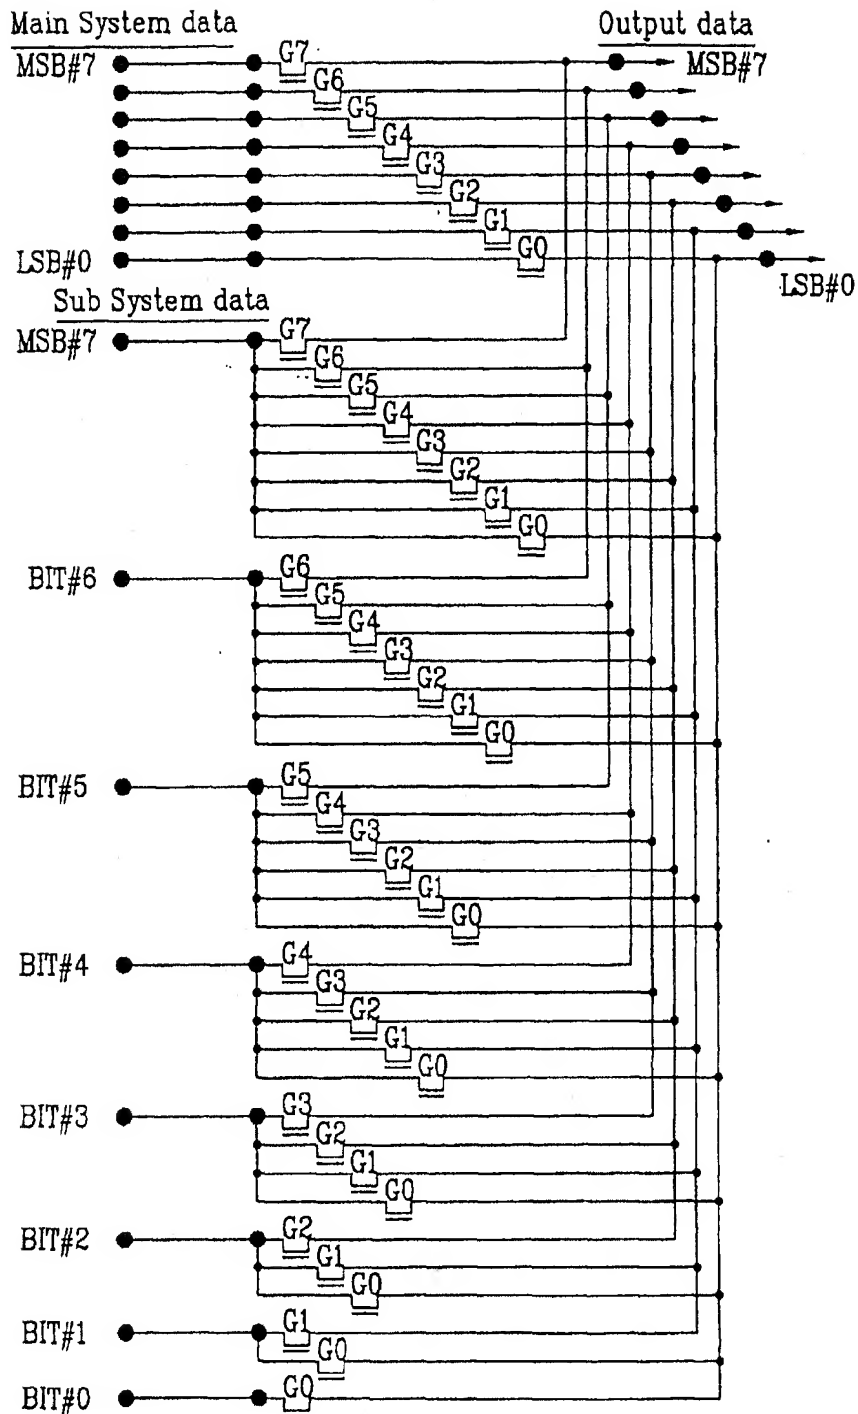 Main System data
Output data
MSB#7
G7
MSB#7
G6
G5
G4
G3
G2
G1
LSB#0
G0
LSB#0
Sub System data
MSB#7
G7
G6
G5
G4
G3
G2
G1
G0
BIT#6
G6
G5
G4
G3
G2
G1
G0
BIT#5
G5
G4
G3
G2
G1
G0
BIT#4
G4
G3
G2
G1
G0
BIT#3
G3
G2
G1
G0
BIT#2
G2
G1
G0
BIT#1
G1
G0
BIT#0
G0